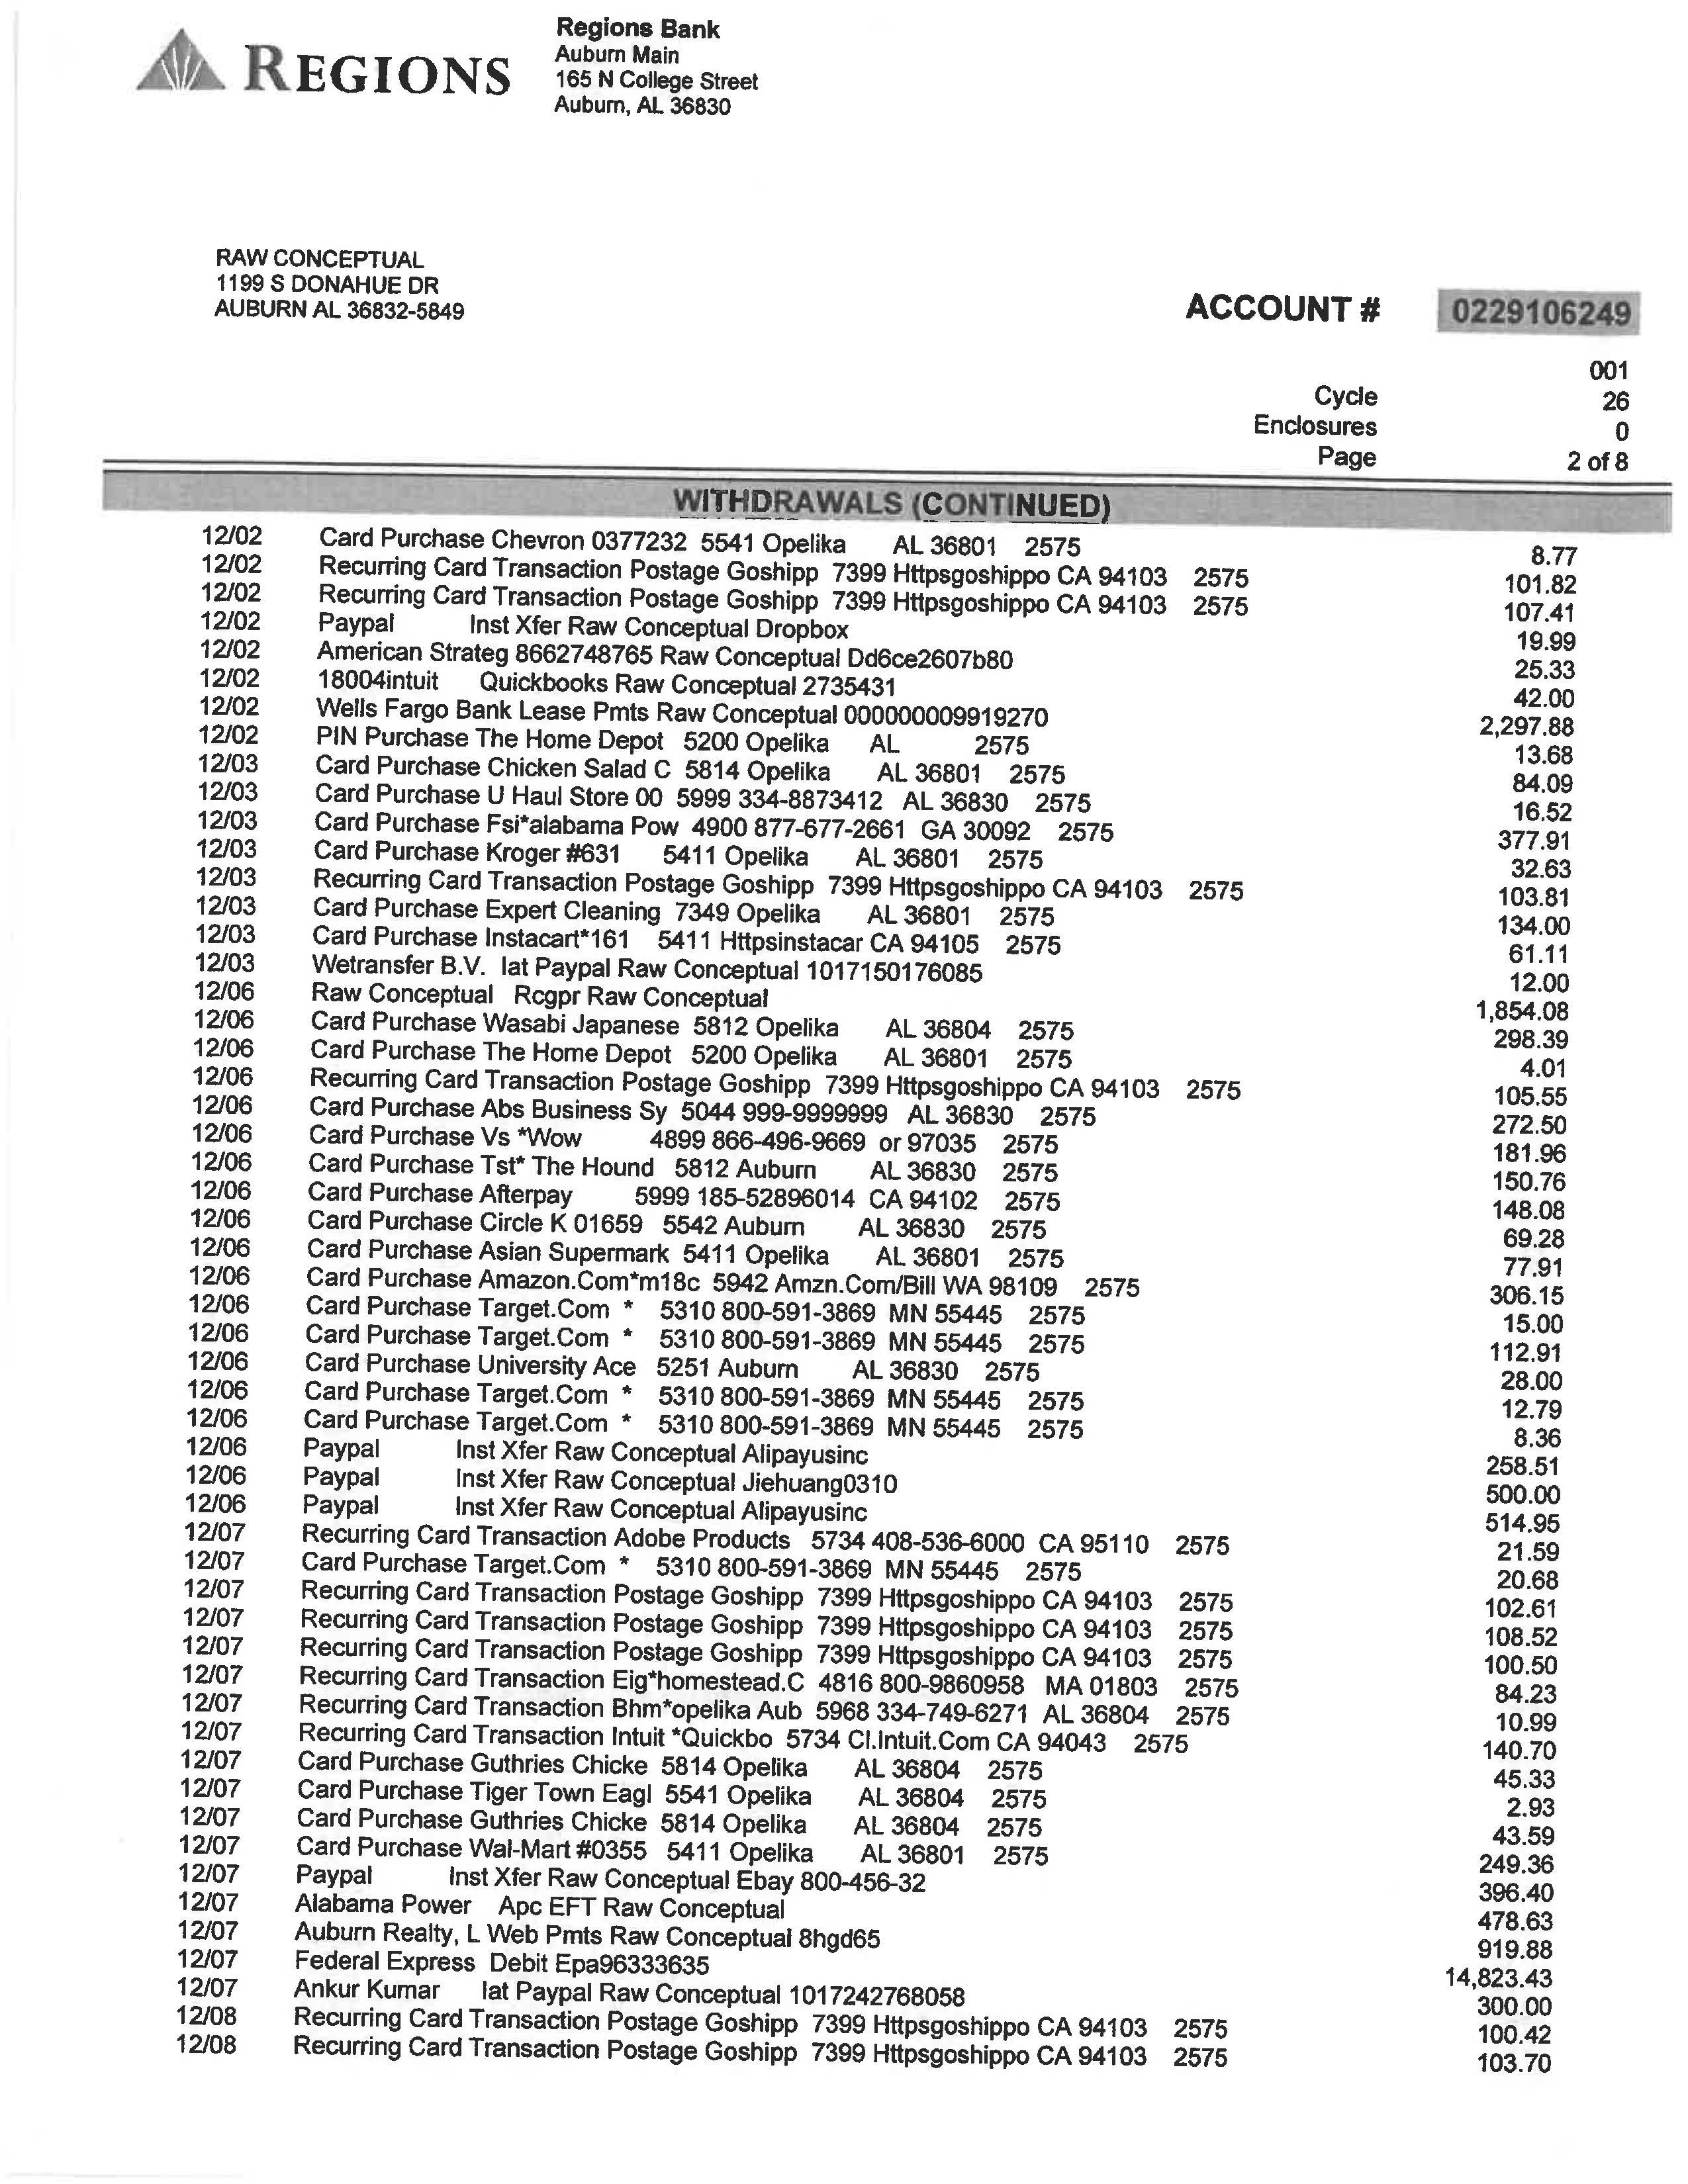 REGIONS
Regions Bank
Auburn Main
165 N College Street
Auburn, AL 36830
RAW CONCEPTUAL
1199 S DONAHUE DR
AUBURN AL 36832-5849
ACCOUNT # 0229106249
001
Cycle 26
Enclosures 0
Page 2 of 8
WITHDRAWALS (CONTINUED)
12/02 Card Purchase Chevron 0377232 5541 Opelika AL 36801 2575 8.77
12/02 Recurring Card Transaction Postage Goshipp 7399 Httpsgoshippo CA 94103 2575 101.82
12/02 Recurring Card Transaction Postage Goshipp 7399 Httpsgoshippo CA 94103 2575 107.41
12/02 Paypal Inst Xfer Raw Conceptual Dropbox 19.99
12/02 American Strateg 8662748765 Raw Conceptual Dd6ce2607b80 25.33
12/02 18004intuit Quickbooks Raw Conceptual 2735431 42.00
12/02 Wells Fargo Bank Lease Pmts Raw Conceptual 000000009919270 2,297.88
12/02 PIN Purchase The Home Depot 5200 Opelika AL 2575 13.68
12/03 Card Purchase Chicken Salad C 5814 Opelika AL 36801 2575 84.09
12/03 Card Purchase U Haul Store 00 5999 334-8873412 AL 36830 2575 16.52
12/03 Card Purchase Fsi*alabama Pow 4900 877-677-2661 GA 30092 2575 377.91
12/03 Card Purchase Kroger #631 5411 Opelika AL 36801 2575 32.63
12/03 Recurring Card Transaction Postage Goshipp 7399 Httpsgoshippo CA 94103 2575 103.81
12/03 Card Purchase Expert Cleaning 7349 Opelika AL 36801 2575 134.00
12/03 Card Purchase Instacart*161 5411 Httpsinstacar CA 94105 2575 61.11
12/03 Wetransfer B.V. Iat Paypal Raw Conceptual 1017150176085 12.00
12/06 Raw Conceptual Rcgpr Raw Conceptual 1,854.08
12/06 Card Purchase Wasabi Japanese 5812 Opelika AL 36804 2575 298.39
12/06 Card Purchase The Home Depot 5200 Opelika AL 36801 2575 4.01
12/06 Recurring Card Transaction Postage Goshipp 7399 Httpsgoshippo CA 94103 2575 105.55
12/06 Card Purchase Abs Business Sy 5044 999-9999999 AL 36830 2575 272.50
12/06 Card Purchase Vs *Wow 4899 866-496-9669 or 97035 2575 181.96
12/06 Card Purchase Tst* The Hound 5812 Auburn AL 36830 2575 150.76
12/06 Card Purchase Afterpay 5999 185-52896014 CA 94102 2575 148.08
12/06 Card Purchase Circle K 01659 5542 Auburn AL 36830 2575 69.28
12/06 Card Purchase Asian Supermark 5411 Opelika AL 36801 2575 77.91
12/06 Card Purchase Amazon.Com*m18c 5942 Amzn.Com/Bill WA 98109 2575 306.15
12/06 Card Purchase Target.Com * 5310 800-591-3869 MN 55445 2575 15.00
12/06 Card Purchase Target.Com * 5310 800-591-3869 MN 55445 2575 112.91
12/06 Card Purchase University Ace 5251 Auburn AL 36830 2575 28.00
12/06 Card Purchase Target.Com * 5310 800-591-3869 MN 55445 2575 12.79
12/06 Card Purchase Target.Com * 5310 800-591-3869 MN 55445 2575 8.36
12/06 Paypal Inst Xfer Raw Conceptual Alipayusinc 258.51
12/06 Paypal Inst Xfer Raw Conceptual Jiehuang0310 500.00
12/06 Paypal Inst Xfer Raw Conceptual Alipayusinc 514.95
12/07 Recurring Card Transaction Adobe Products 5734 408-536-6000 CA 95110 2575 21.59
12/07 Card Purchase Target.Com * 5310 800-591-3869 MN 55445 2575 20.68
12/07 Recurring Card Transaction Postage Goshipp 7399 Httpsgoshippo CA 94103 2575 102.61
12/07 Recurring Card Transaction Postage Goshipp 7399 Httpsgoshippo CA 94103 2575 108.52
12/07 Recurring Card Transaction Postage Goshipp 7399 Httpsgoshippo CA 94103 2575 100.50
12/07 Recurring Card Transaction Eig*homestead.C 4816 800-9860958 MA 01803 2575 84.23
12/07 Recurring Card Transaction Bhm*opelika Aub 5968 334-749-6271 AL 36804 2575 10.99
12/07 Recurring Card Transaction Intuit *Quickbo 5734 Cl.Intuit.Com CA 94043 2575 140.70
12/07 Card Purchase Guthries Chicke 5814 Opelika AL 36804 2575 45.33
12/07 Card Purchase Tiger Town Eagl 5541 Opelika AL 36804 2575 2.93
12/07 Card Purchase Guthries Chicke 5814 Opelika AL 36804 2575 43.59
12/07 Card Purchase Wal-Mart #0355 5411 Opelika AL 36801 2575 249.36
12/07 Paypal Inst Xfer Raw Conceptual Ebay 800-456-32 396.40
12/07 Alabama Power Apc EFT Raw Conceptual 478.63
12/07 Auburn Realty, L Web Pmts Raw Conceptual 8hgd65 919.88
12/07 Federal Express Debit Epa96333635 14,823.43
12/07 Ankur Kumar Iat Paypal Raw Conceptual 1017242768058 300.00
12/08 Recurring Card Transaction Postage Goshipp 7399 Httpsgoshippo CA 94103 2575 100.42
12/08 Recurring Card Transaction Postage Goshipp 7399 Httpsgoshippo CA 94103 2575 103.70